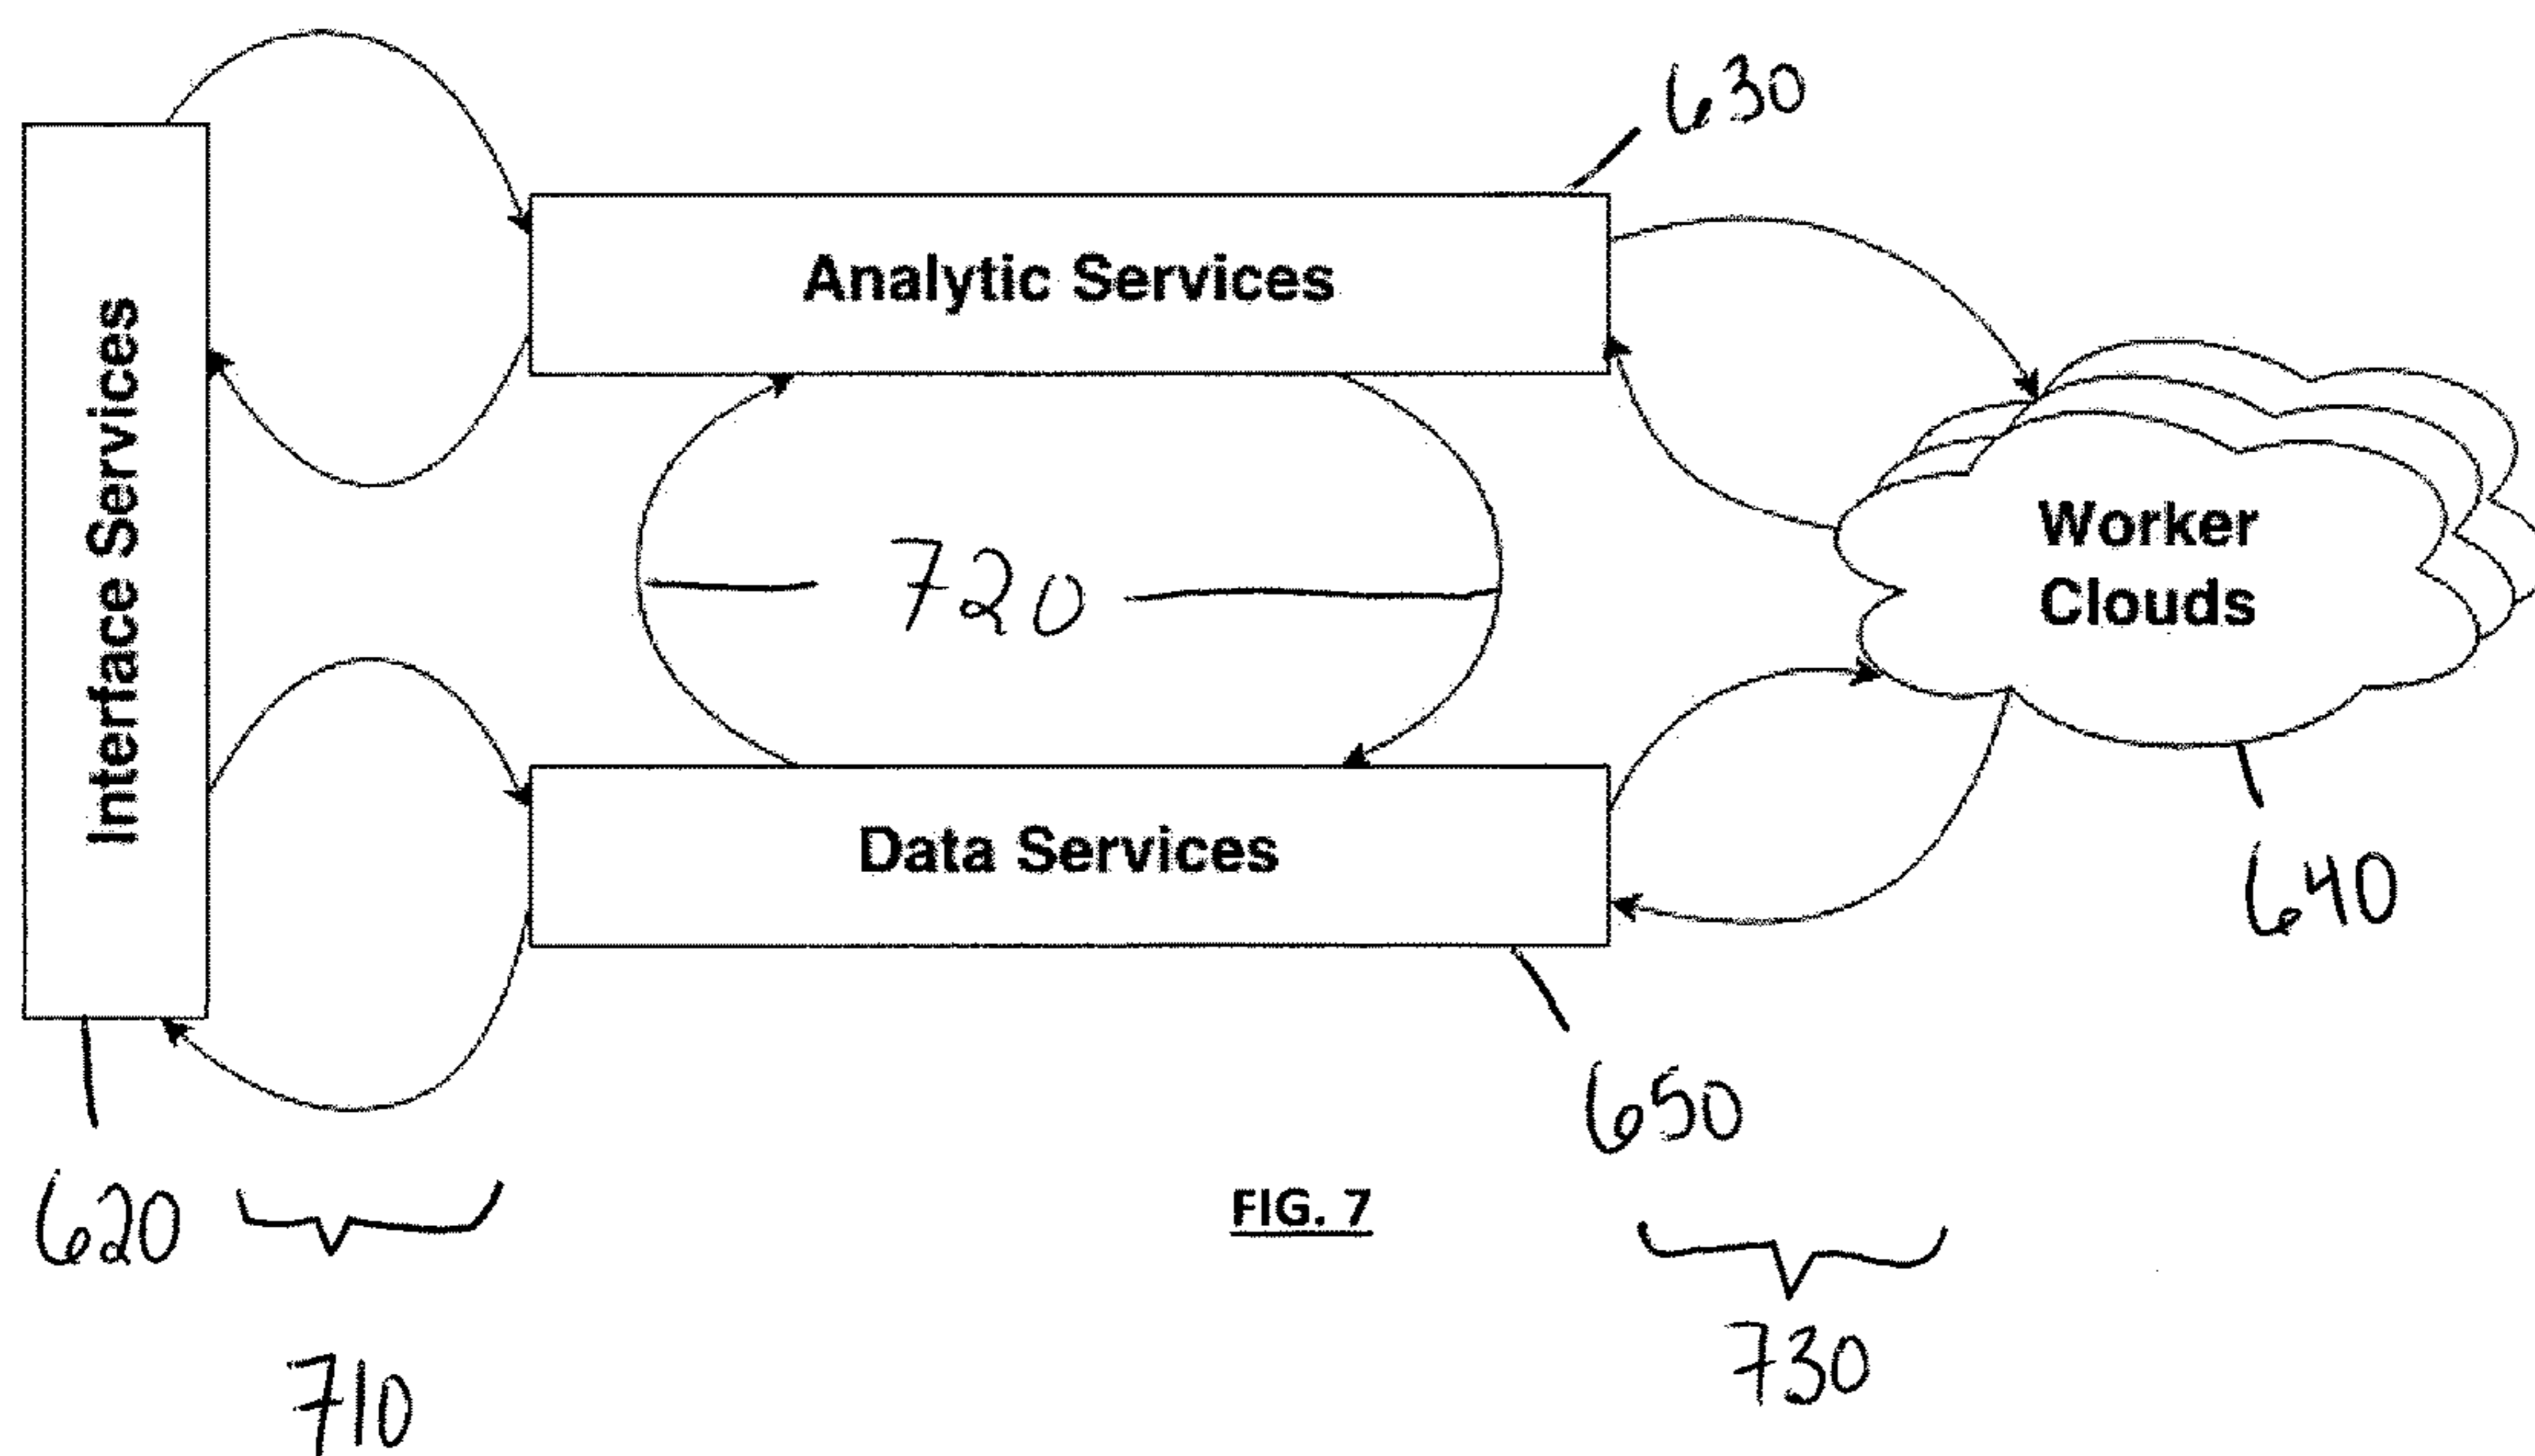 630
Analytic Services
Interface Services
Worker
Clouds
720
Data Services
640
650
620
FIG. 7
730
710